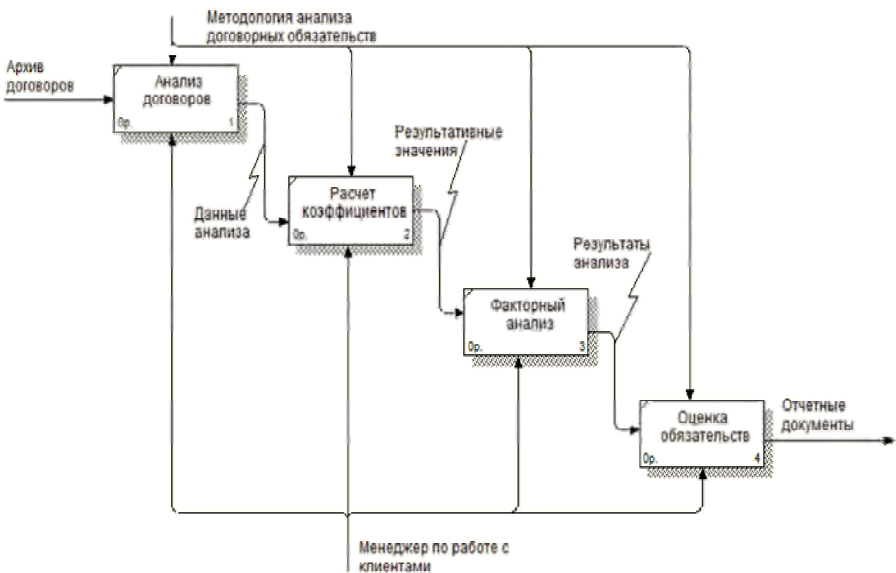 Методология анализа
договорных обязательств
Архив
договоров
Анализ
договоров
0р. 1
Результативные
значения
Данные
анализа
Расчет
коэффициентов
0р. 2
Результаты
анализа
Факторный
анализ
0р. 3
Оценка
обязательств
0р. 4
Отчетные
документы
Менеджер по работе с
клиентами